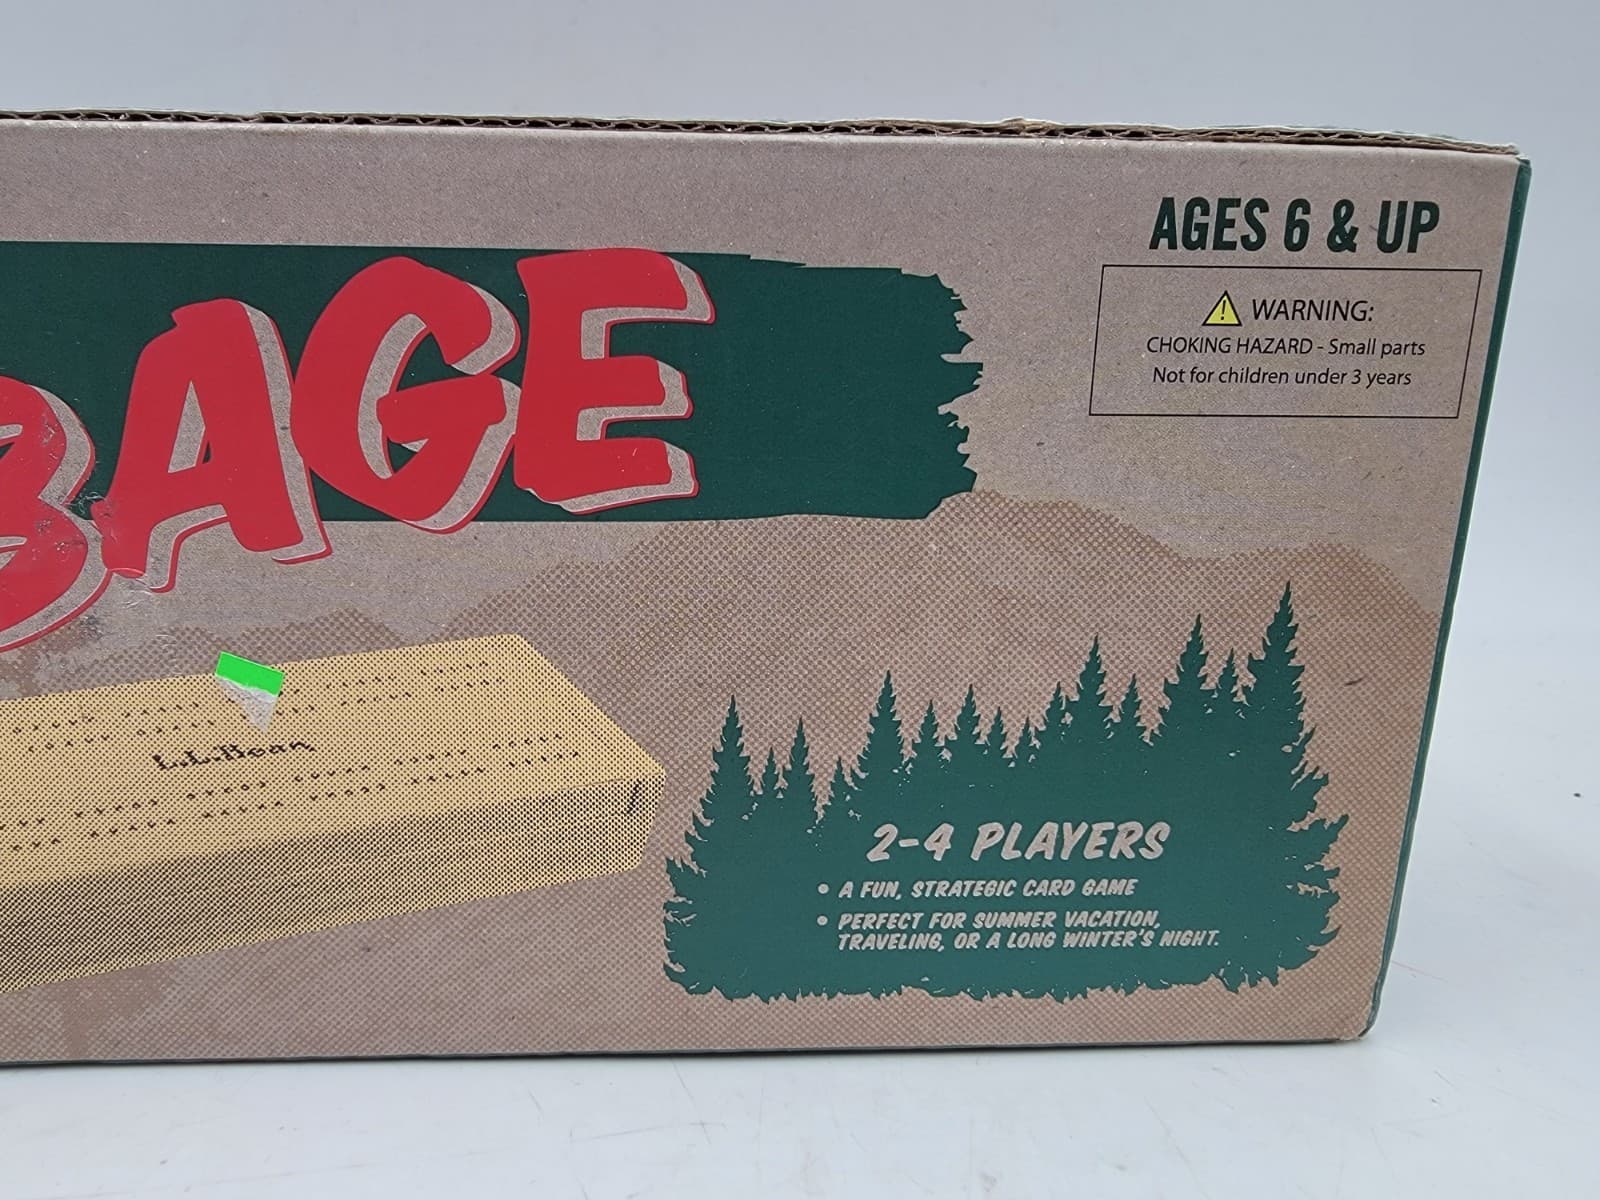 AGES 6 & UP
WARNING:
CHOKING HAZARD - Small parts
Not for children under 3 years
BAGE
L.L.Bean
2-4 PLAYERS
• A FUN, STRATEGIC CARD GAME
• PERFECT FOR SUMMER VACATION,
TRAVELING, OR A LONG WINTER'S NIGHT.